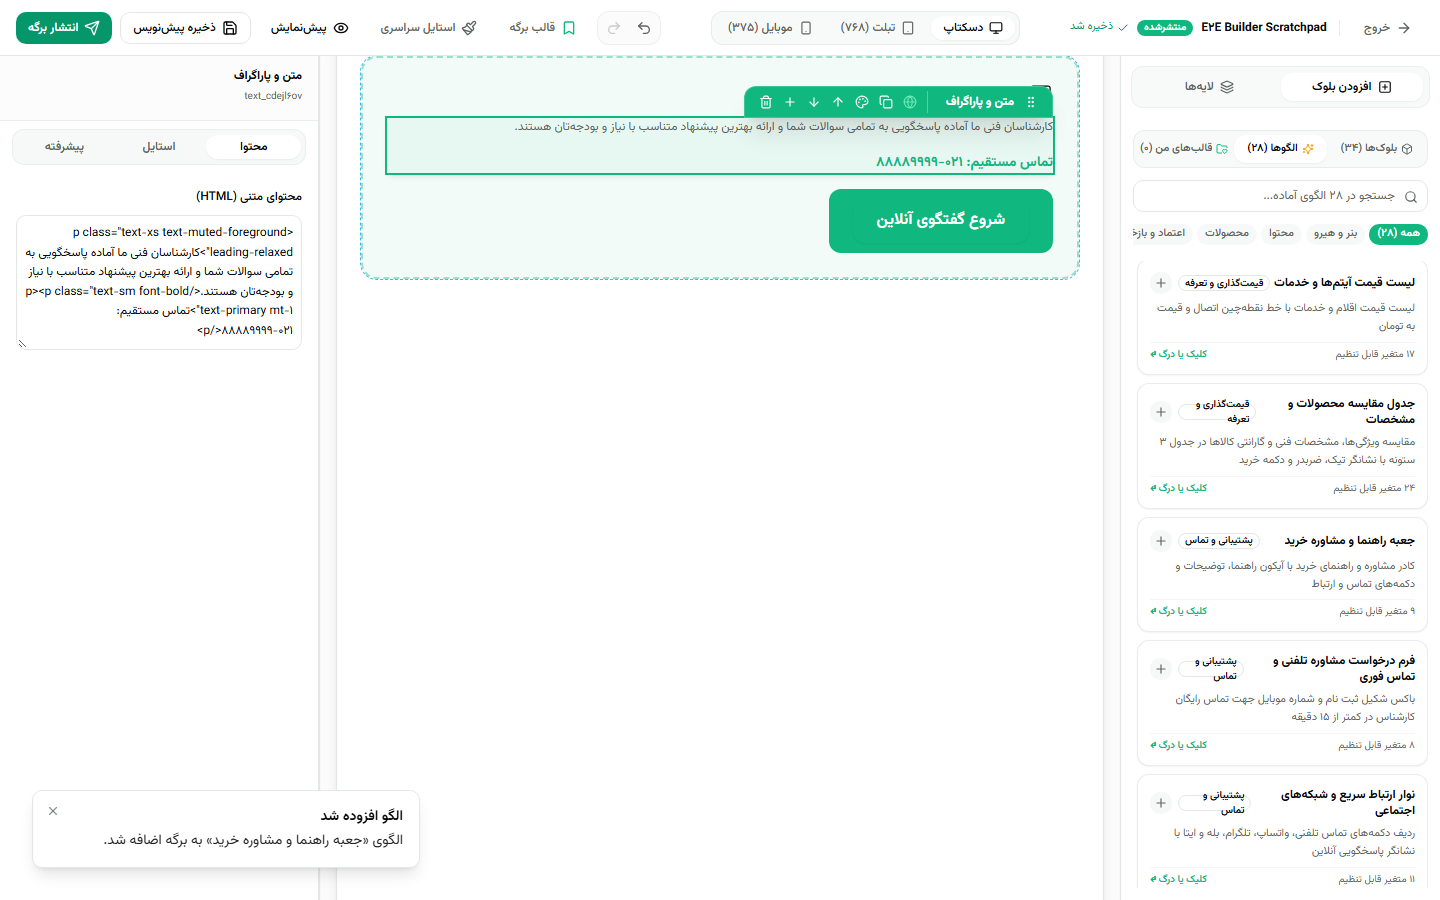 خروج
E2E Builder Scratchpad
منتشرشده
ذخیره شد
دسکتاپ
تبلت (۷۶۸)
موبایل (۳۷۵)
قالب برگه
استایل سراسری
پیش‌نمایش
ذخیره پیش‌نویس
انتشار برگه
افزودن بلوک
لایه‌ها
بلوک‌ها (۳۴)
الگوها (۲۸)
قالب‌های من (۰)
جستجو در ۲۸ الگوی آماده...
همه (۲۸)
بنر و هیرو
محتوا
محصولات
لیست قیمت آیتم‌ها و خدمات
قیمت‌گذاری و تعرفه
لیست قیمت اقلام و خدمات با خط نقطه‌چین اتصال و قیمت
به تومان
۱۷ متغیر قابل تنظیم
کلیک یا درگ
جدول مقایسه محصولات و
مشخصات
قیمت‌گذاری و
تعرفه
مقایسه ویژگی‌ها، مشخصات فنی و گارانتی کالاها در جدول ۳
ستونه با نشانگر تیک، ضربدر و دکمه خرید
۲۴ متغیر قابل تنظیم
کلیک یا درگ
جعبه راهنما و مشاوره خرید
پشتیبانی و تماس
کادر مشاوره و راهنمای خرید با آیکون راهنما، توضیحات و
دکمه‌های تماس و ارتباط
۹ متغیر قابل تنظیم
کلیک یا درگ
فرم درخواست مشاوره تلفنی و
تماس فوری
پشتیبانی و
تماس
باکس شکیل ثبت نام و شماره موبایل جهت تماس رایگان
کارشناس در کمتر از ۱۵ دقیقه
۸ متغیر قابل تنظیم
کلیک یا درگ
نوار ارتباط سریع و شبکه‌های
اجتماعی
پشتیبانی و
تماس
ردیف دکمه‌های تماس تلفنی، واتساپ، تلگرام، بله و ایتا با
نشانگر پاسخگویی آنلاین
۱۱ متغیر قابل تنظیم
کلیک یا درگ
متن و پاراگراف
کارشناسان فنی ما آماده پاسخگویی به تمامی سوالات شما و ارائه بهترین پیشنهاد متناسب با نیاز و بودجه‌تان هستند.
تماس مستقیم: ۰۲۱-۸۸۸۸۹۹۹۹
شروع گفتگوی آنلاین
متن و پاراگراف
محتوا
استایل
پیشرفته
محتوای متنی (HTML)
<p class="text-xs text-muted-foreground
leading-relaxed">کارشناسان فنی ما آماده پاسخگویی به
تمامی سوالات شما و ارائه بهترین پیشنهاد متناسب با نیاز
و بودجه‌تان هستند.</p><p class="text-sm font-bold
text-primary mt-۱">تماس مستقیم:
۰۲۱-۸۸۸۸۹۹۹۹</p>
الگو افزوده شد
الگوی «جعبه راهنما و مشاوره خرید» به برگه اضافه شد.